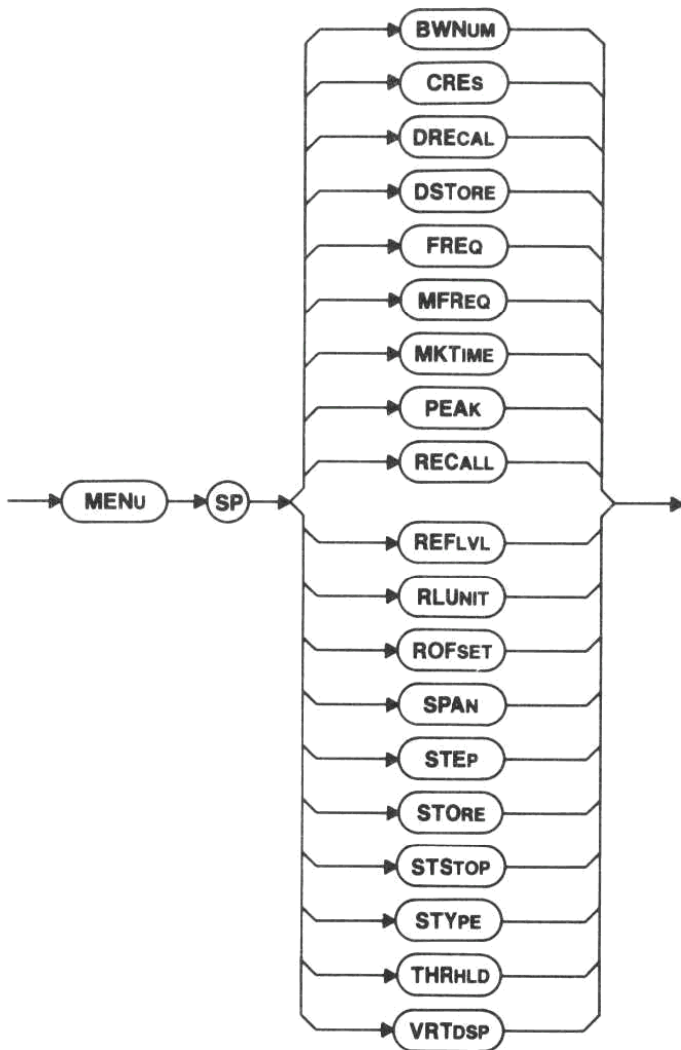 BWNUM
CRES
DRECAL
DSTORE
FREQ
MFREQ
MKTIME
PEAK
RECALL
MENU SP
REFLVL
RLUNIT
ROFSET
SPAN
STEP
STORE
STSTOP
STYPE
THRHLD
VRTDSP